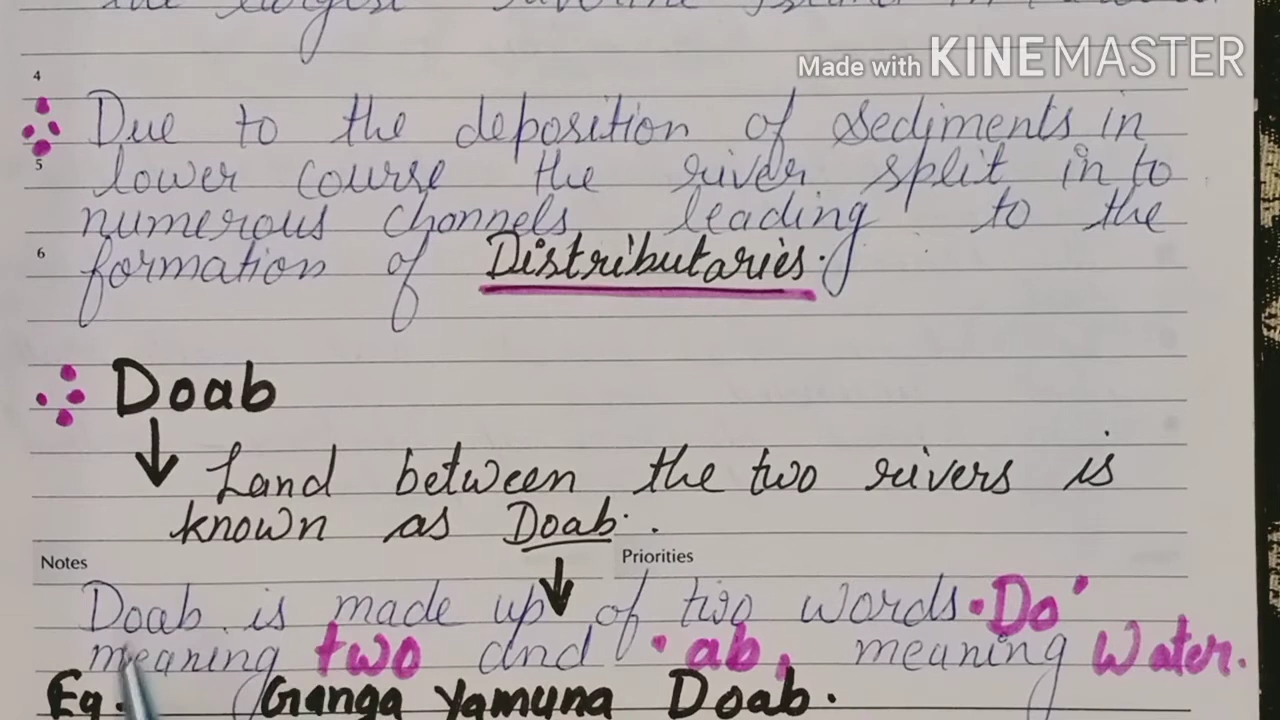 the largest
Made with KINEMASTER
4
Due to the deposition of sediments in
5
lower course the river split in to
numerous channels leading to the
6
formation of Distributaries.
Doab
Land between the two rivers is
known as Doab.
Notes
Priorities
Doab is made up of two words 'Do'
meaning two and 'ab, meaning Water.
Eg. Ganga Yamuna Doab.